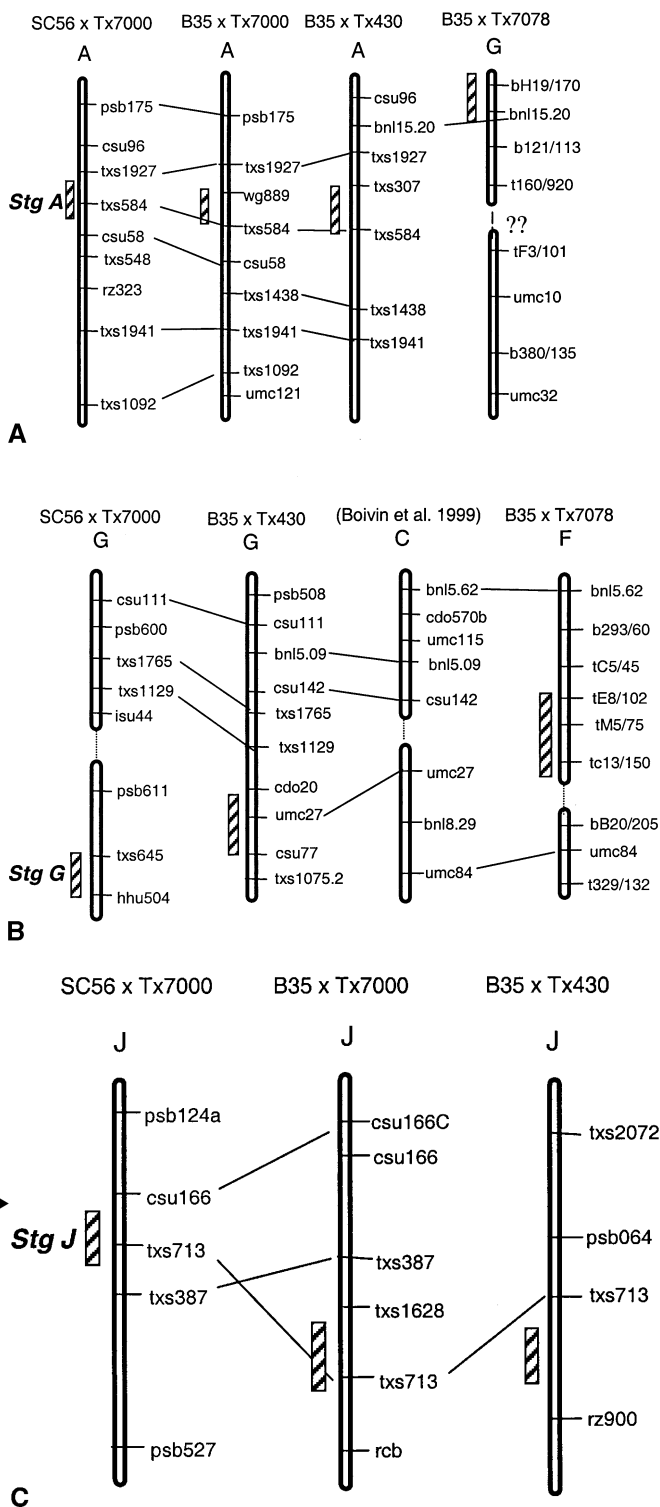 SC56 x Tx7000
A
psb175
csu96
txs1927
Stg A
txs584
csu58
txs548
rz323
txs1941
txs1092
B35 x Tx7000
A
psb175
txs1927
wg889
txs584
csu58
txs1438
txs1941
txs1092
umc121
B35 x Tx430
A
csu96
bnl15.20
txs1927
txs307
txs584
txs1438
txs1941
B35 x Tx7078
G
bH19/170
bnl15.20
b121/113
t160/920
??
tF3/101
umc10
b380/135
umc32
A
SC56 x Tx7000
G
csu111
psb600
txs1765
txs1129
isu44
psb611
txs645
Stg G
hhu504
B35 x Tx430
G
psb508
csu111
bnl5.09
csu142
txs1765
txs1129
cdo20
umc27
csu77
txs1075.2
(Boivin et al. 1999)
C
bnl5.62
cdo570b
umc115
bnl5.09
csu142
umc27
bnl8.29
umc84
B35 x Tx7078
F
bnl5.62
b293/60
tC5/45
tE8/102
tM5/75
tc13/150
bB20/205
umc84
t329/132
B
SC56 x Tx7000
J
psb124a
csu166
Stg J
txs713
txs387
psb527
B35 x Tx7000
J
csu166C
csu166
txs387
txs1628
txs713
rcb
B35 x Tx430
J
txs2072
psb064
txs713
rz900
C